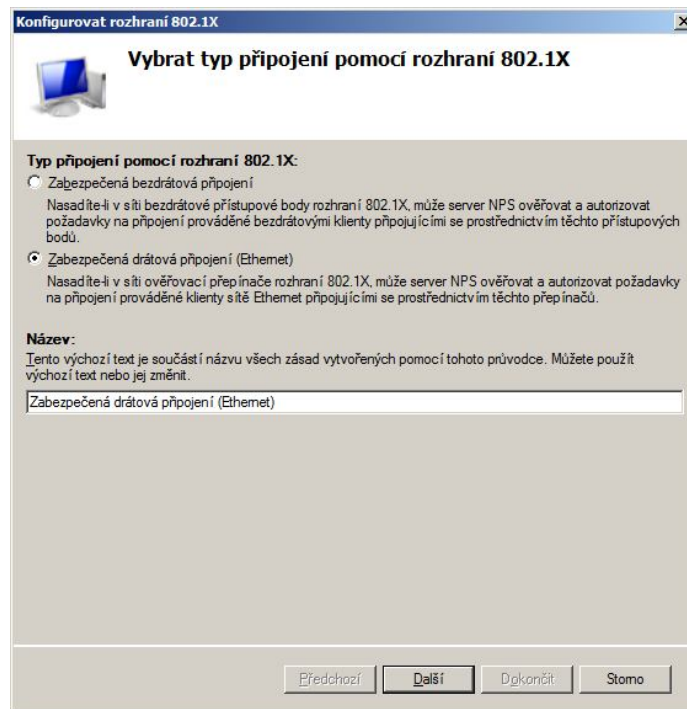 Konfigurovat rozhraní 802.1X
Vybrat typ připojení pomocí rozhraní 802.1X
Typ připojení pomocí rozhraní 802.1X:
Zabezpečená bezdrátová připojení
Nasadíte-li v síti bezdrátové přístupové body rozhraní 802.1X, může server NPS ověřovat a autorizovat
požadavky na připojení prováděné bezdrátovými klienty připojujícími se prostřednictvím těchto přístupových
bodů.
Zabezpečená drátová připojení (Ethernet)
Nasadíte-li v síti ověřovací přepínače rozhraní 802.1X, může server NPS ověřovat a autorizovat požadavky
na připojení prováděné klienty sítě Ethernet připojujícími se prostřednictvím těchto přepínačů.
Název:
Tento výchozí text je součástí názvu všech zásad vytvořených pomocí tohoto průvodce. Můžete použít
výchozí text nebo jej změnit.
Zabezpečená drátová připojení (Ethernet)
Předchozí Další Dokončit Storno